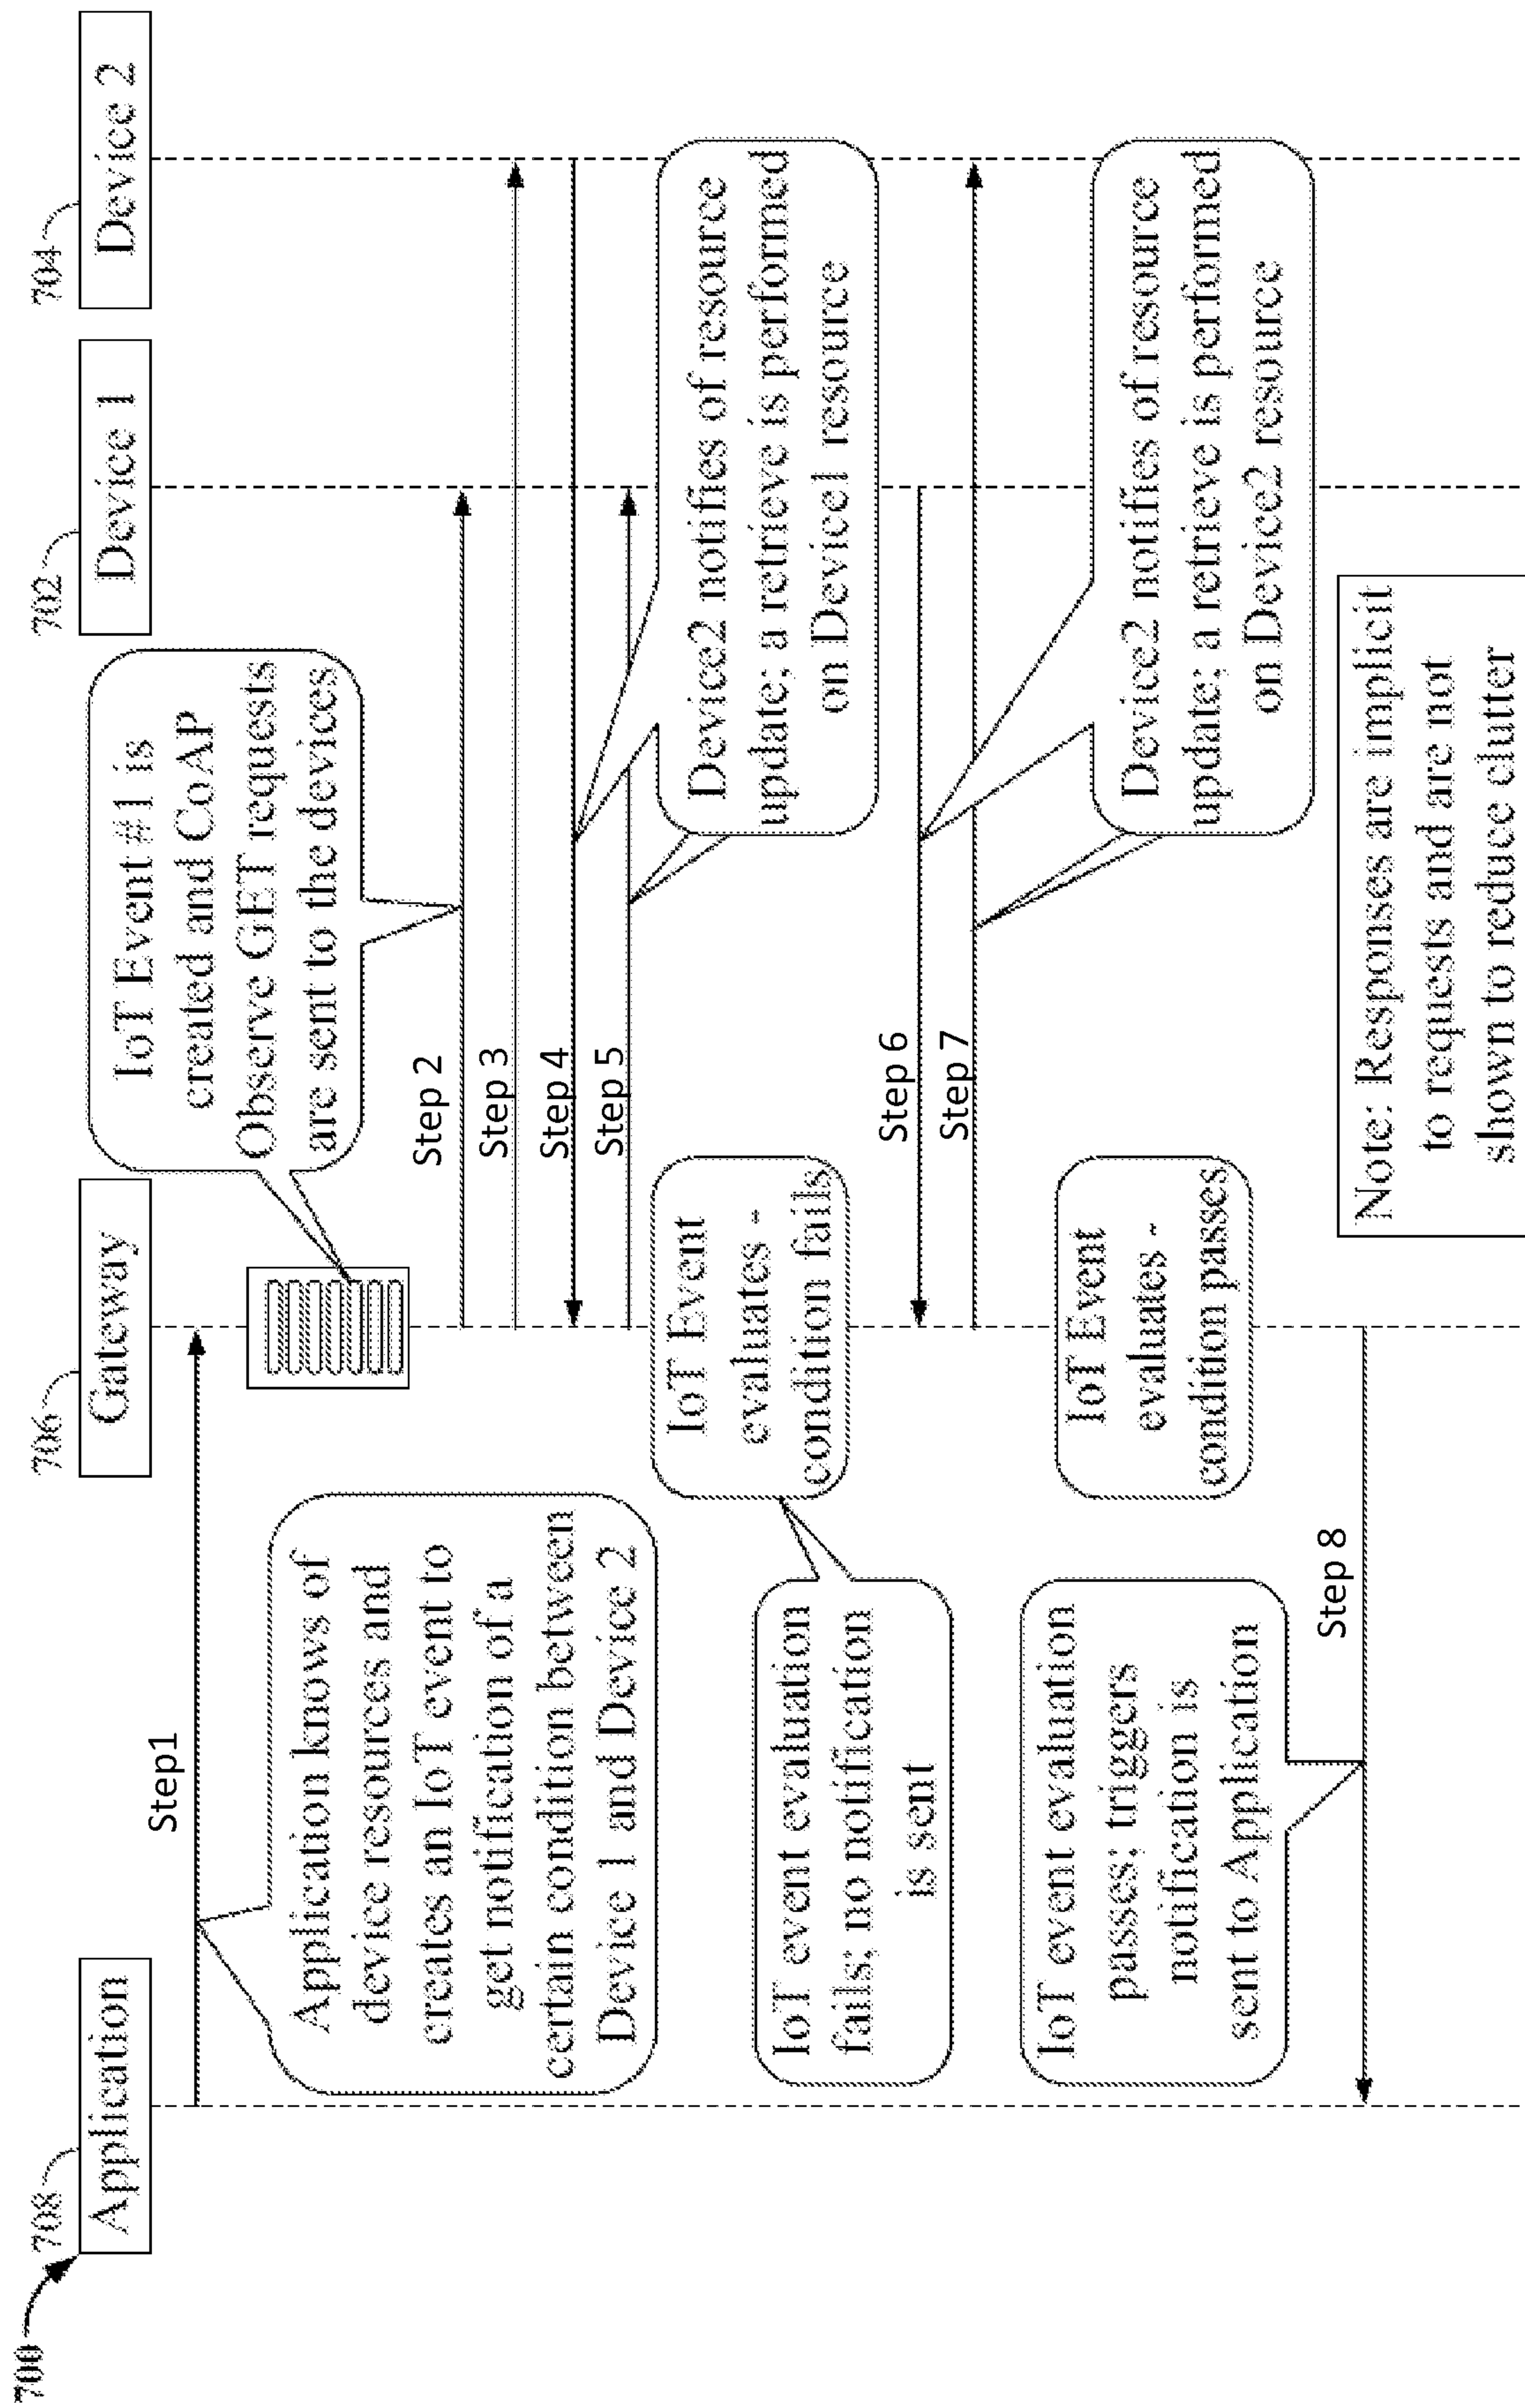 700
708
Application
706
Gateway
702
Device 1
704
Device 2
Step1
Application knows of
device resources and
creates an IoT event to
get notification of a
certain condition between
Device 1 and Device 2
IoT Event #1 is
created and CoAP
Observe GET requests
are sent to the devices
Step 2
Step 3
Step 4
Step 5
Device2 notifies of resource
update; a retrieve is performed
on Device1 resource
IoT Event
evaluates -
condition fails
IoT event evaluation
fails; no notification
is sent
Step 6
Step 7
Device2 notifies of resource
update; a retrieve is performed
on Device2 resource
IoT Event
evaluates -
condition passes
IoT event evaluation
passes; triggers
notification is
sent to Application
Step 8
Note: Responses are implicit
to requests and are not
shown to reduce clutter